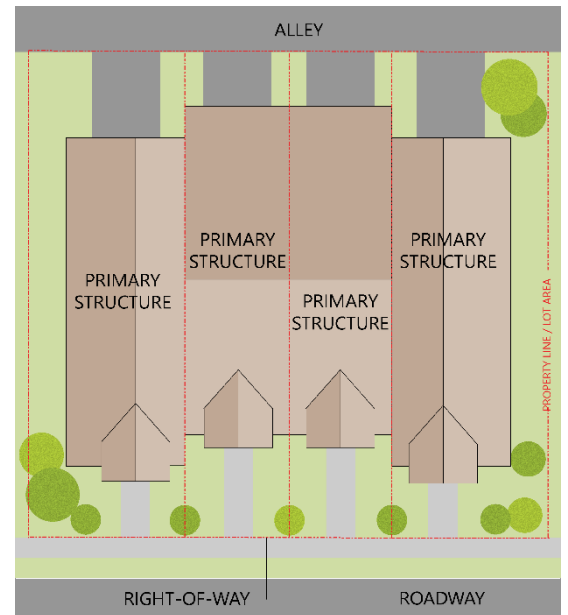 ALLEY
PRIMARY
STRUCTURE
PRIMARY
STRUCTURE
PRIMARY
STRUCTURE
PRIMARY
STRUCTURE
PROPERTY LINE / LOT AREA
RIGHT-OF-WAY
ROADWAY